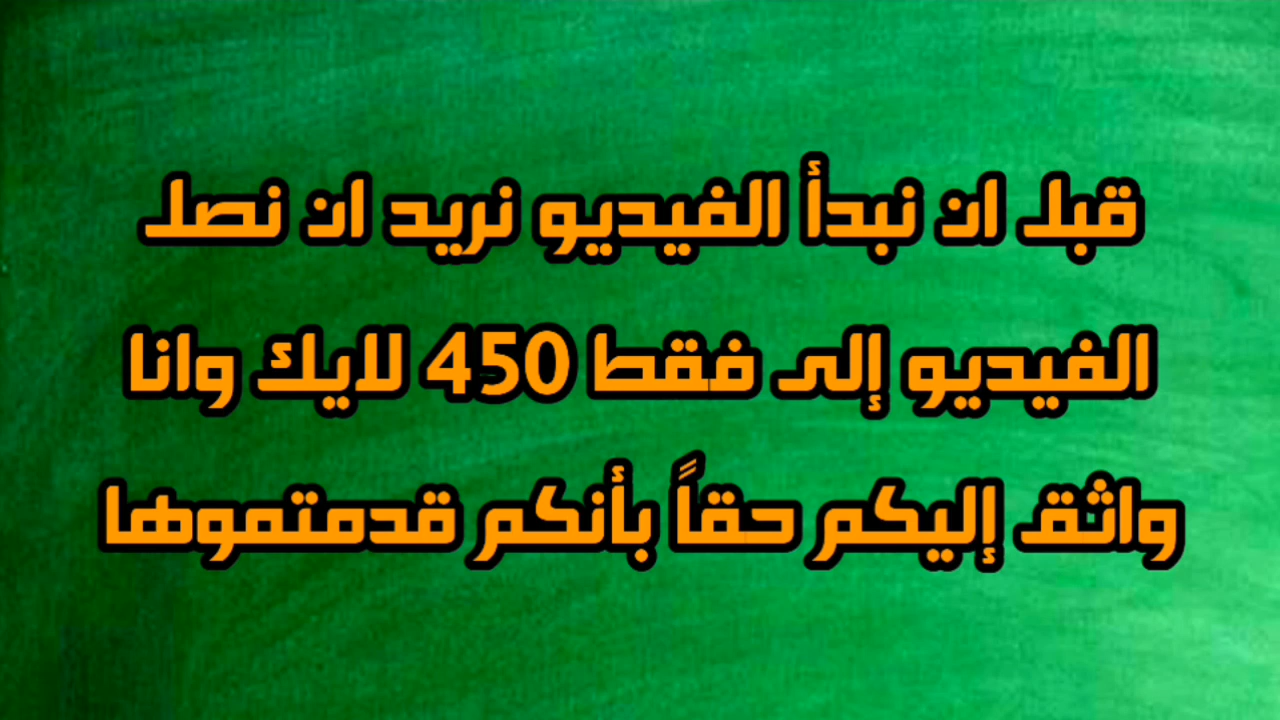 قبل ان نبدأ الفيديو نريد ان نصل
الفيديو إلى فقط 450 لايك وانا
واثق إليكم حقاً بأنكم قدمتموها